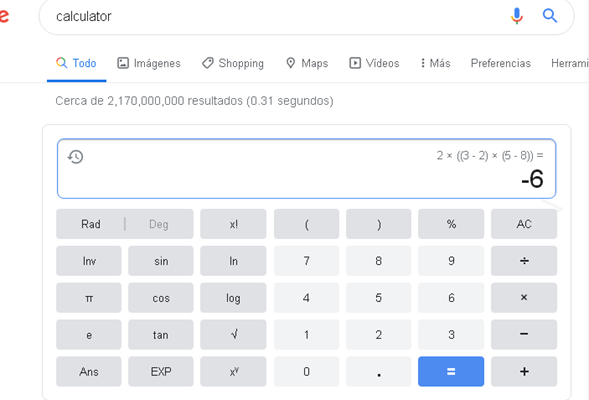 e
calculator
Todo Imágenes Shopping Maps Vídeos Más Preferencias Herrami
Cerca de 2,170,000,000 resultados (0.31 segundos)
2 × ((3 - 2) × (5 - 8)) =
-6
Rad | Deg x! ( ) % AC
Inv sin ln 7 8 9 ÷
π cos log 4 5 6 ×
e tan √ 1 2 3 −
Ans EXP xʸ 0 . = +